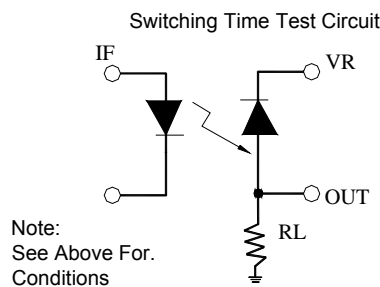 Switching Time Test Circuit
IF
VR
OUT
RL
Note:
See Above For.
Conditions